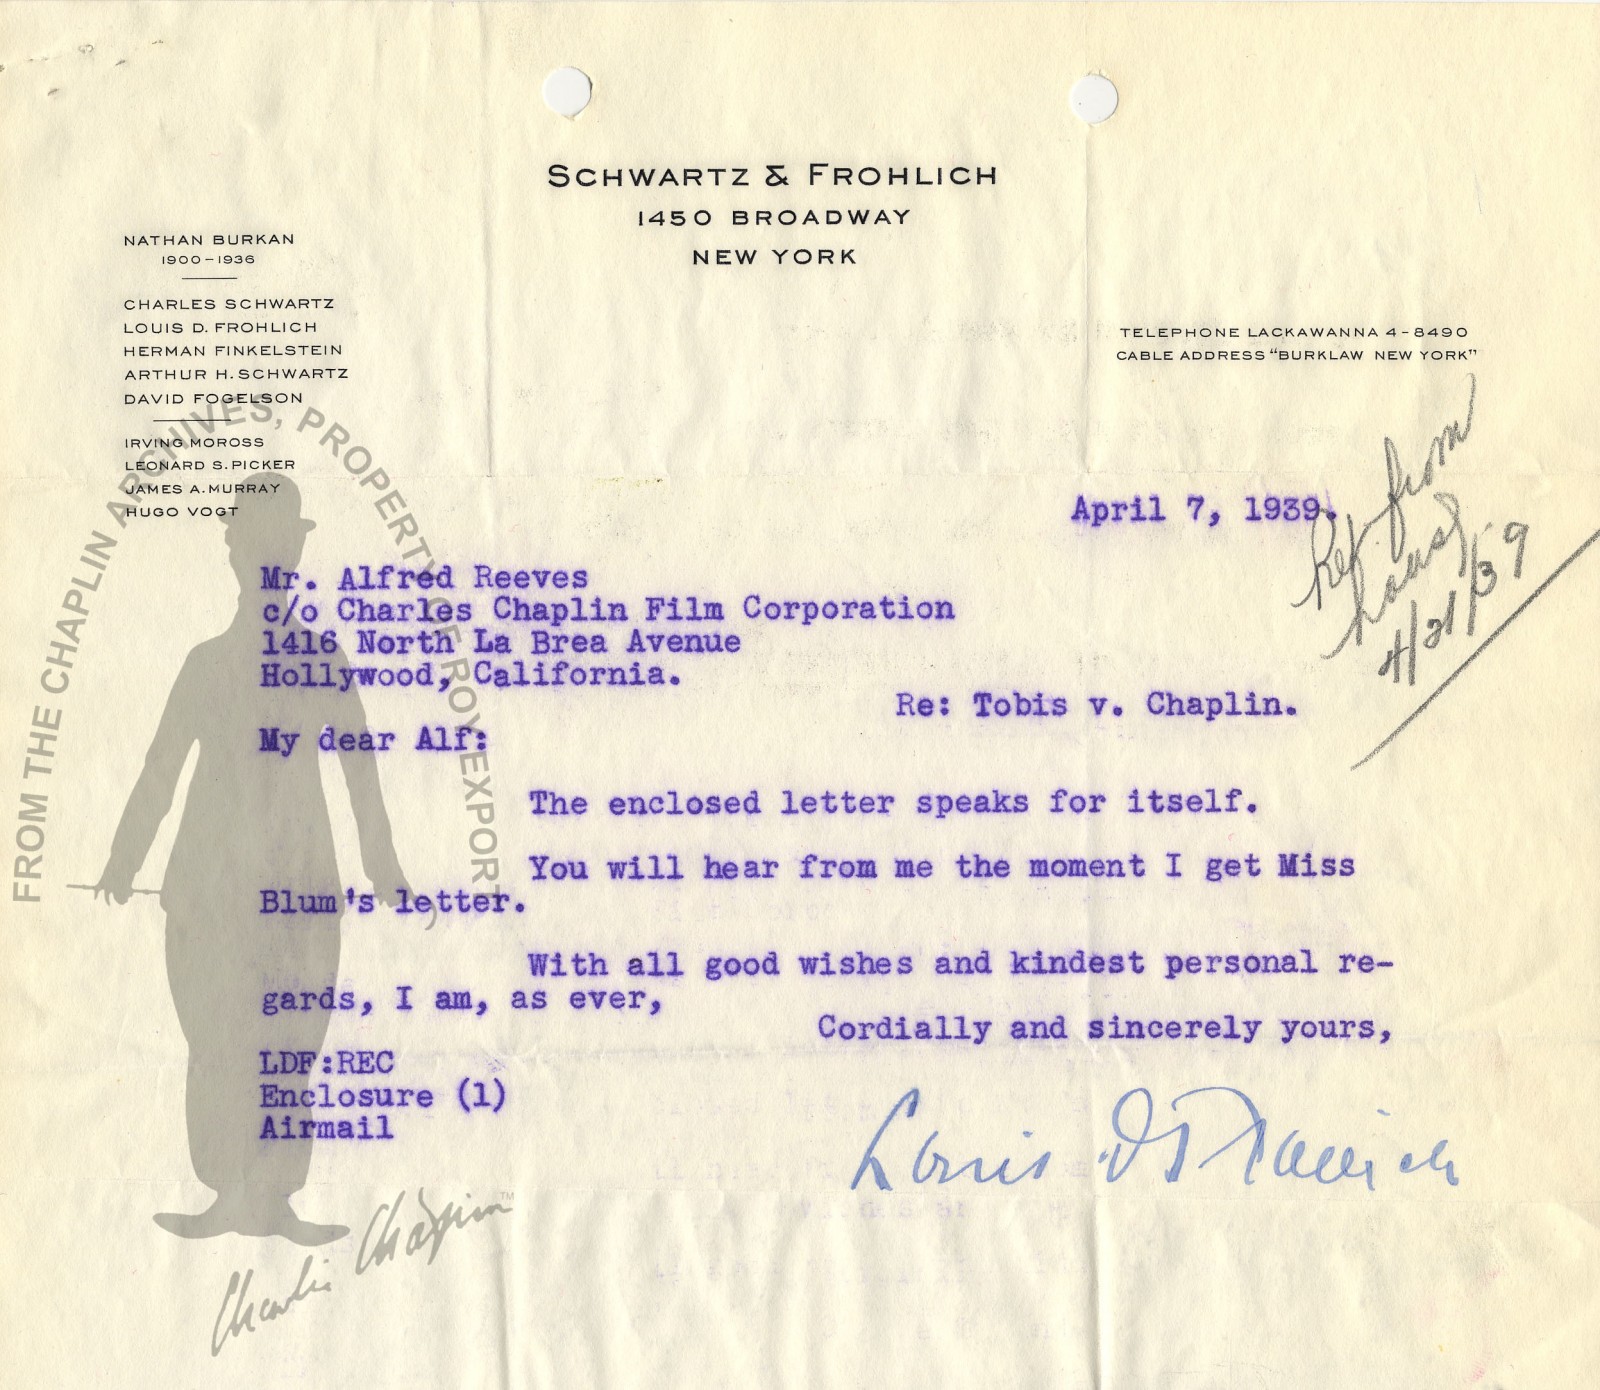 SCHWARTZ & FROHLICH
1450 BROADWAY
NEW YORK
NATHAN BURKAN
1900-1936
CHARLES SCHWARTZ
LOUIS D. FROHLICH
HERMAN FINKELSTEIN
ARTHUR H. SCHWARTZ
DAVID FOGELSON
IRVING MOROSS
LEONARD S. PICKER
JAMES A. MURRAY
HUGO VOGT
TELEPHONE LACKAWANNA 4-8490
CABLE ADDRESS "BURKLAW NEW YORK"
Ret from
house
4/21/39
April 7, 1939.
Mr. Alfred Reeves
c/o Charles Chaplin Film Corporation
1416 North La Brea Avenue
Hollywood, California.
Re: Tobis v. Chaplin.
My dear Alf:
The enclosed letter speaks for itself.
You will hear from me the moment I get Miss
Blum's letter.
With all good wishes and kindest personal re-
gards, I am, as ever,
Cordially and sincerely yours,
LDF:REC
Enclosure (1)
Airmail
Louis D Frohlich
FROM THE CHAPLIN ARCHIVES, PROPERTY OF ROY EXPORT
Charlie Chaplin TM